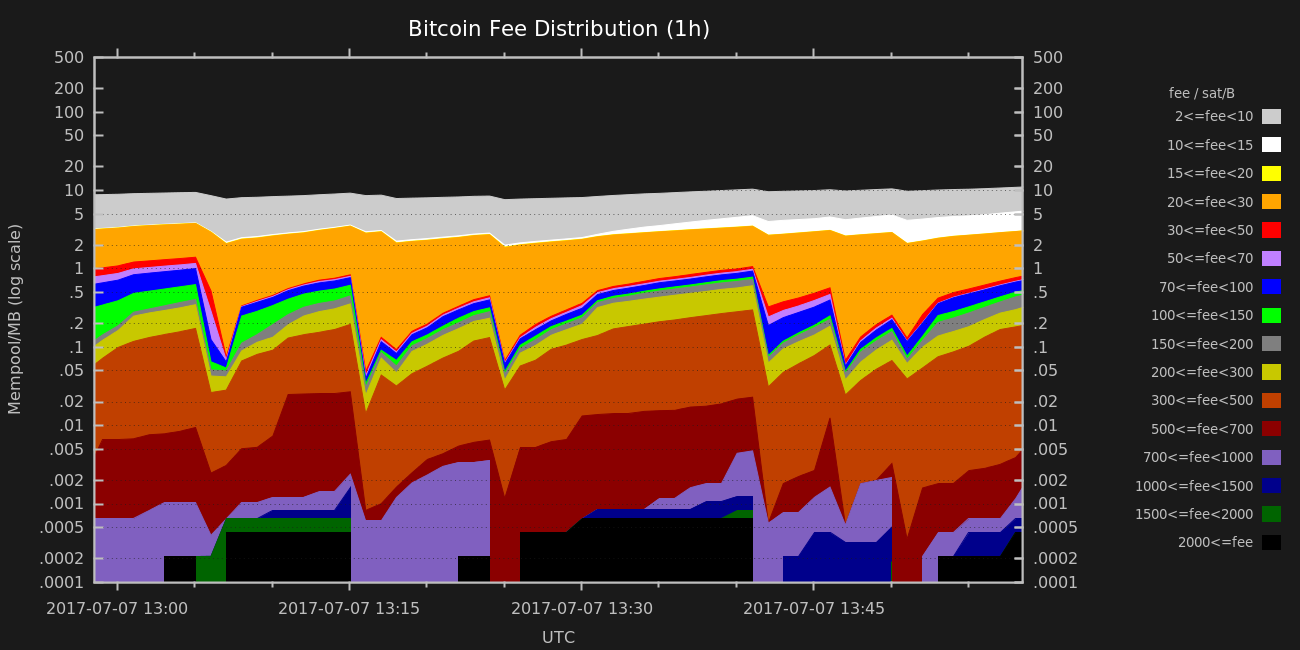 Bitcoin Fee Distribution (1h)
Mempool/MB (log scale)
500
200
100
50
20
10
5
2
1
.5
.2
.1
.05
.02
.01
.005
.002
.001
.0005
.0002
.0001
500
200
100
50
20
10
5
2
1
.5
.2
.1
.05
.02
.01
.005
.002
.001
.0005
.0002
.0001
fee / sat/B
2<=fee<10
10<=fee<15
15<=fee<20
20<=fee<30
30<=fee<50
50<=fee<70
70<=fee<100
100<=fee<150
150<=fee<200
200<=fee<300
300<=fee<500
500<=fee<700
700<=fee<1000
1000<=fee<1500
1500<=fee<2000
2000<=fee
2017-07-07 13:00 2017-07-07 13:15 2017-07-07 13:30 2017-07-07 13:45
UTC